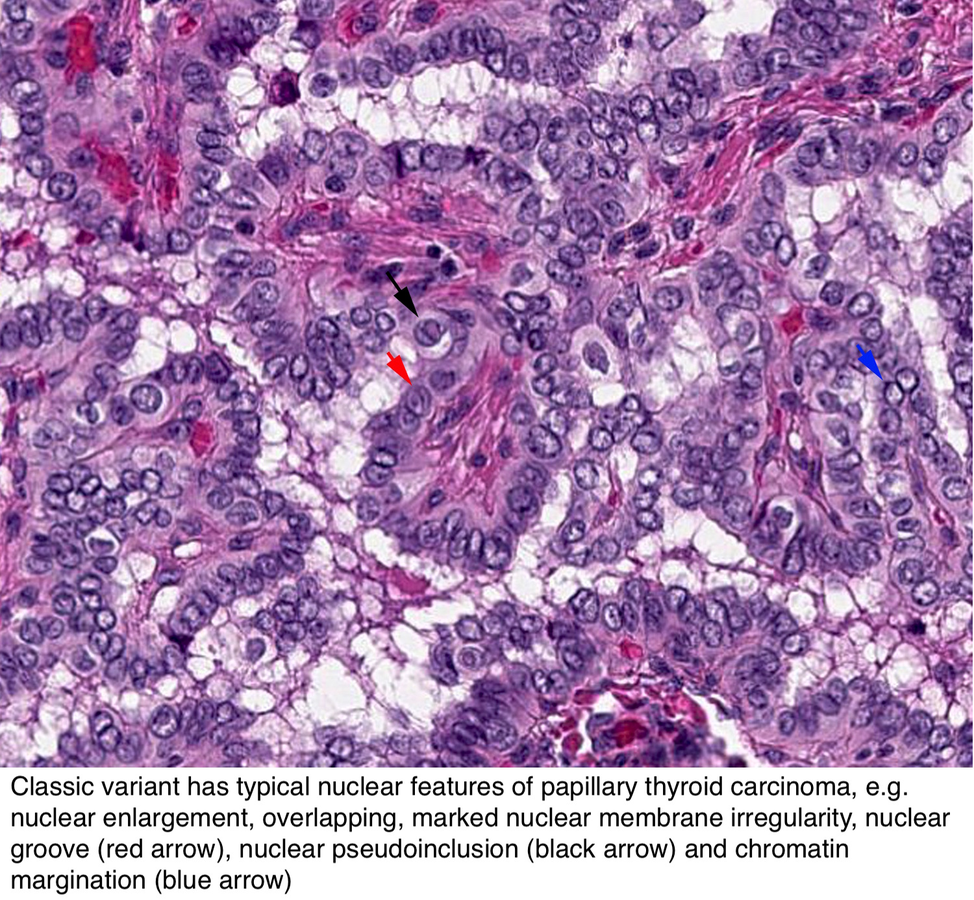 Classic variant has typical nuclear features of papillary thyroid carcinoma, e.g.
nuclear enlargement, overlapping, marked nuclear membrane irregularity, nuclear
groove (red arrow), nuclear pseudoinclusion (black arrow) and chromatin
margination (blue arrow)